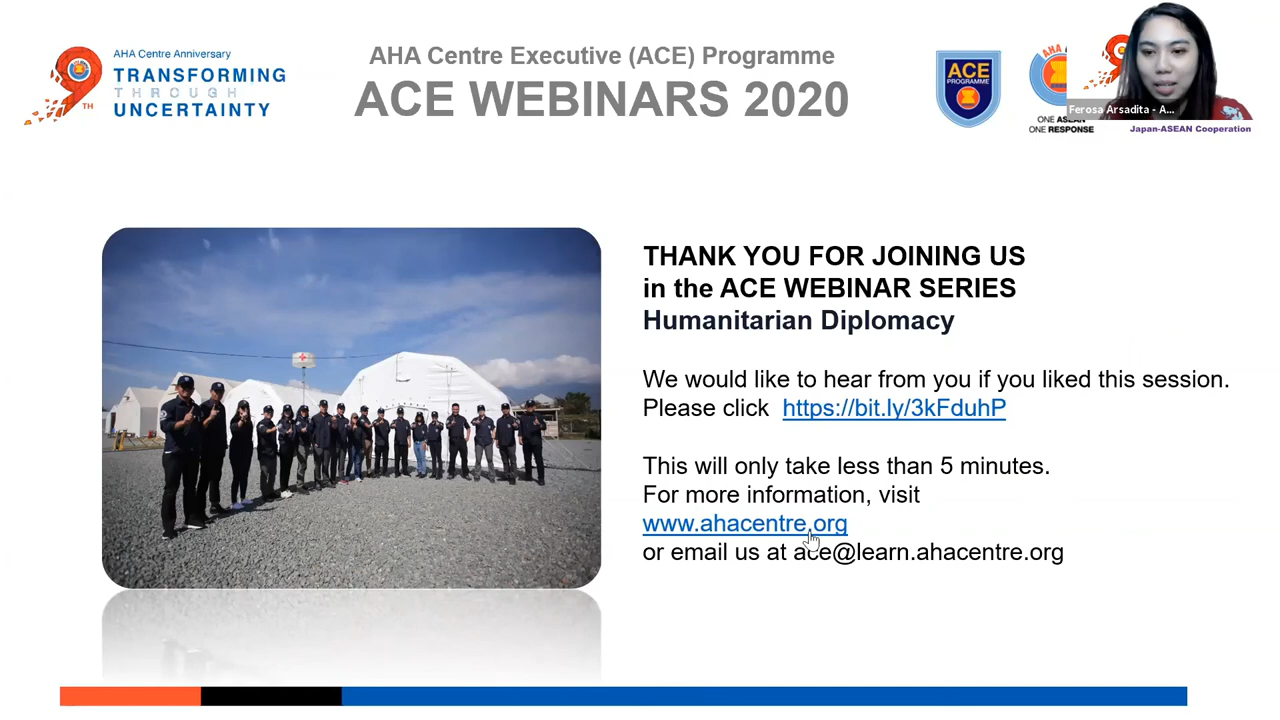 AHA Centre Anniversary
TRANSFORMING
THROUGH
UNCERTAINTY
9TH
AHA Centre Executive (ACE) Programme
ACE WEBINARS 2020
ACE
PROGRAMME
AHA
ONE ASEAN
ONE RESPONSE
Ferosa Arsadita - A...
Japan-ASEAN Cooperation
THANK YOU FOR JOINING US
in the ACE WEBINAR SERIES
Humanitarian Diplomacy
We would like to hear from you if you liked this session.
Please click https://bit.ly/3kFduhP
This will only take less than 5 minutes.
For more information, visit
www.ahacentre.org
or email us at ace@learn.ahacentre.org